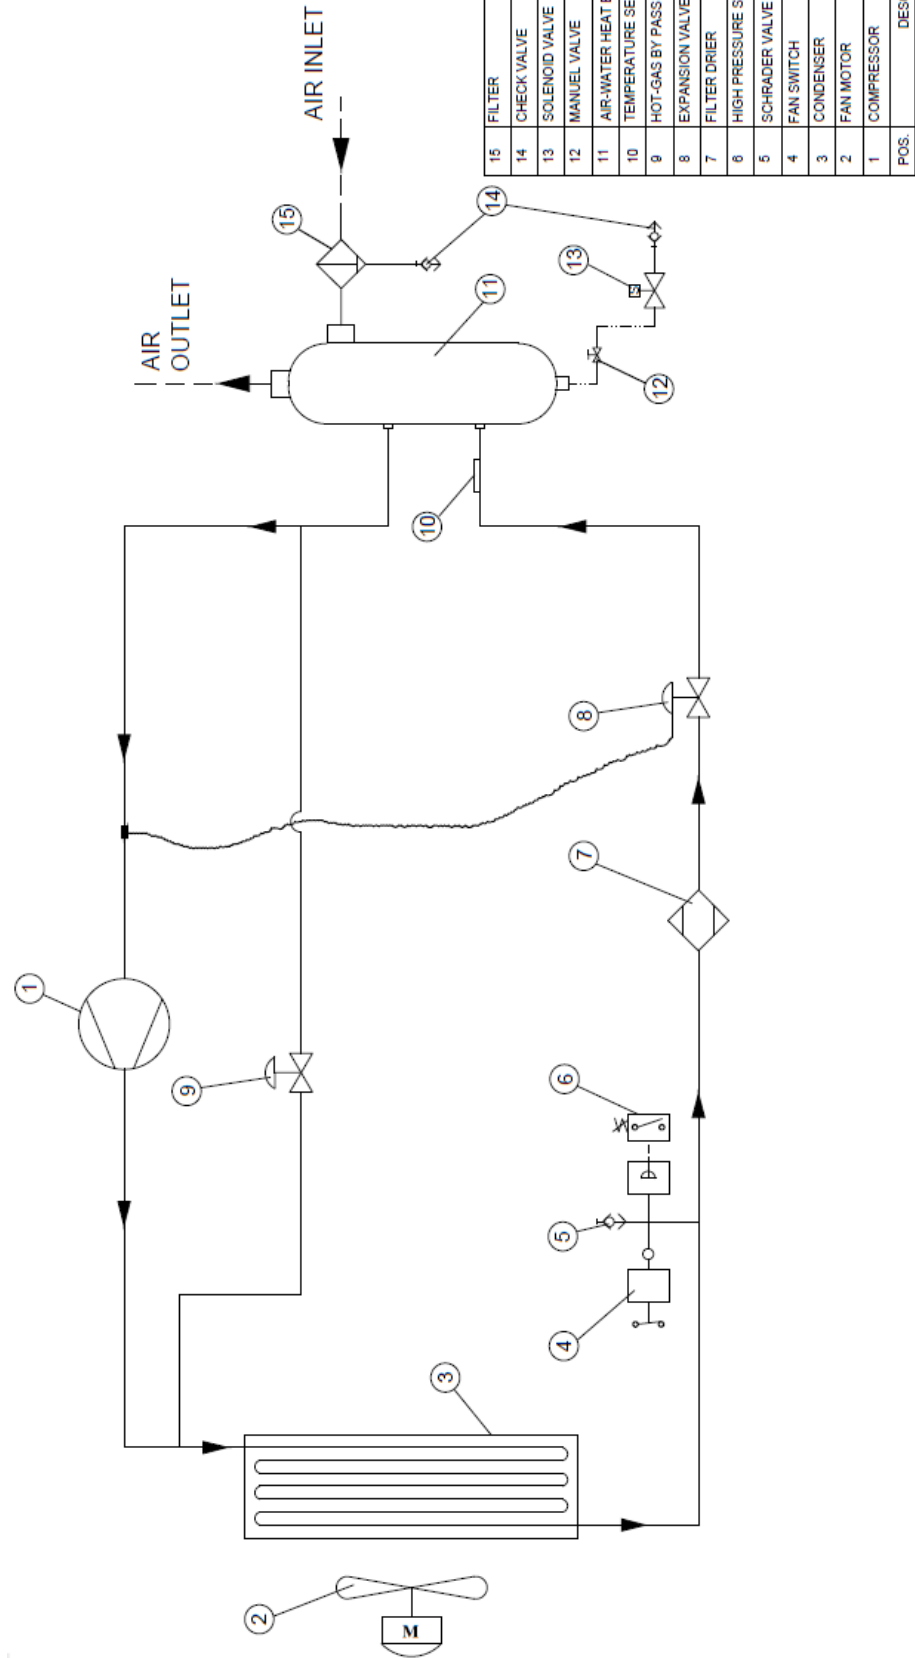 AIR INLET
AIR
OUTLET
15
14
13
12
11
10
9
8
7
6
5
4
3
2
1
M
15 FILTER
14 CHECK VALVE
13 SOLENOID VALVE
12 MANUEL VALVE
11 AIR-WATER HEAT
10 TEMPERATURE
9 HOT-GAS BY PASS
8 EXPANSION VALVE
7 FILTER DRIER
6 HIGH PRESSURE
5 SCHRADER VALVE
4 FAN SWITCH
3 CONDENSER
2 FAN MOTOR
1 COMPRESSOR
POS.